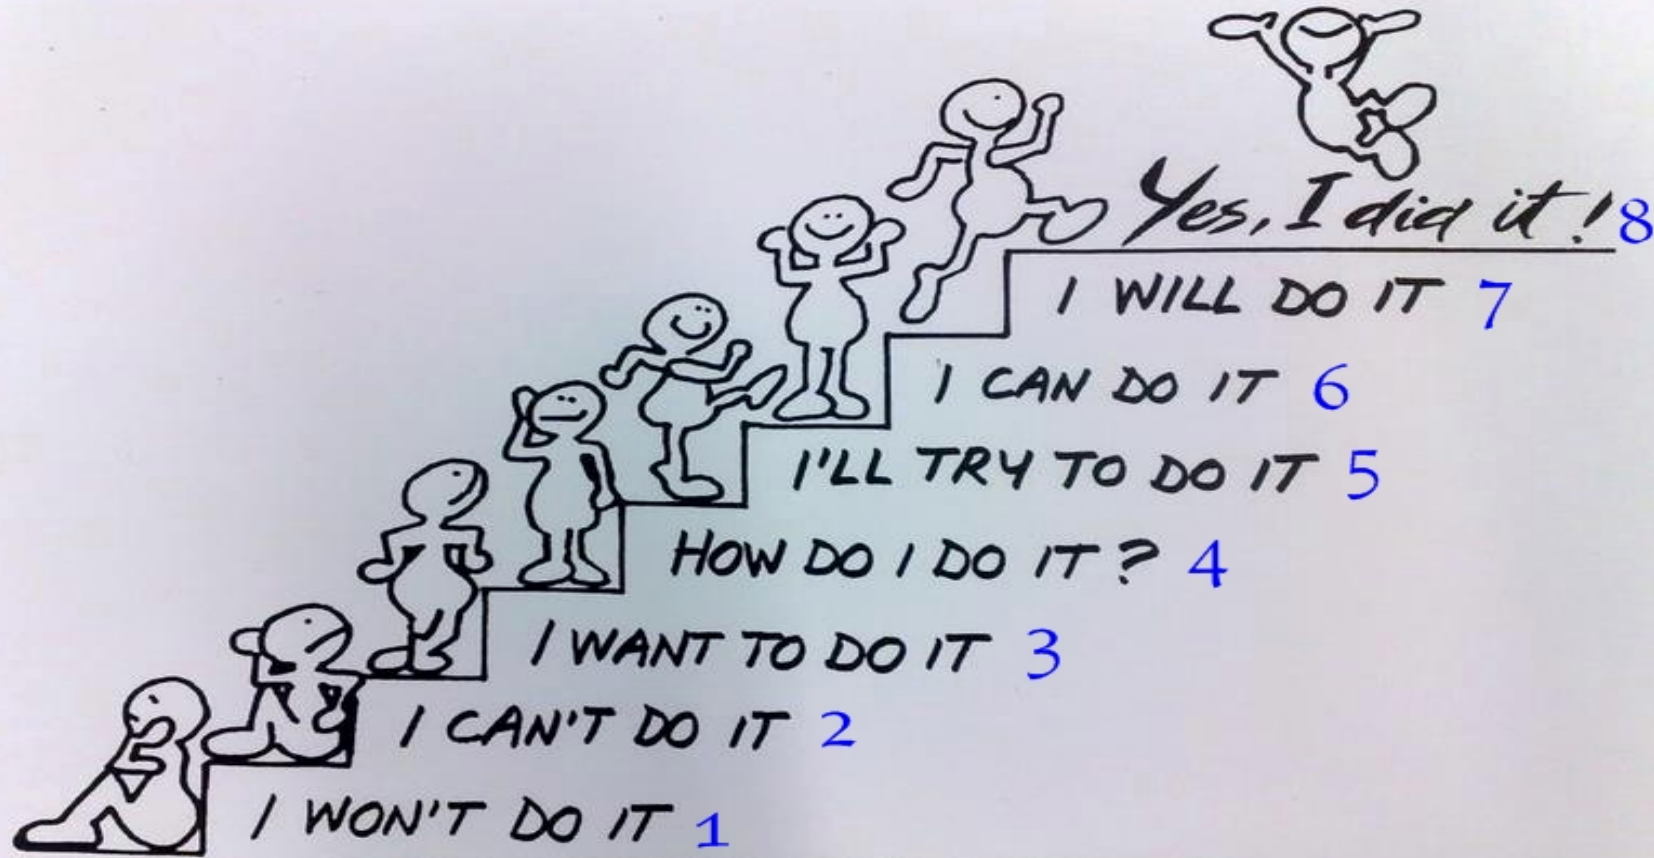 Yes, I did it! 8
I WILL DO IT 7
I CAN DO IT 6
I'LL TRY TO DO IT 5
HOW DO I DO IT? 4
I WANT TO DO IT 3
I CAN'T DO IT 2
I WON'T DO IT 1